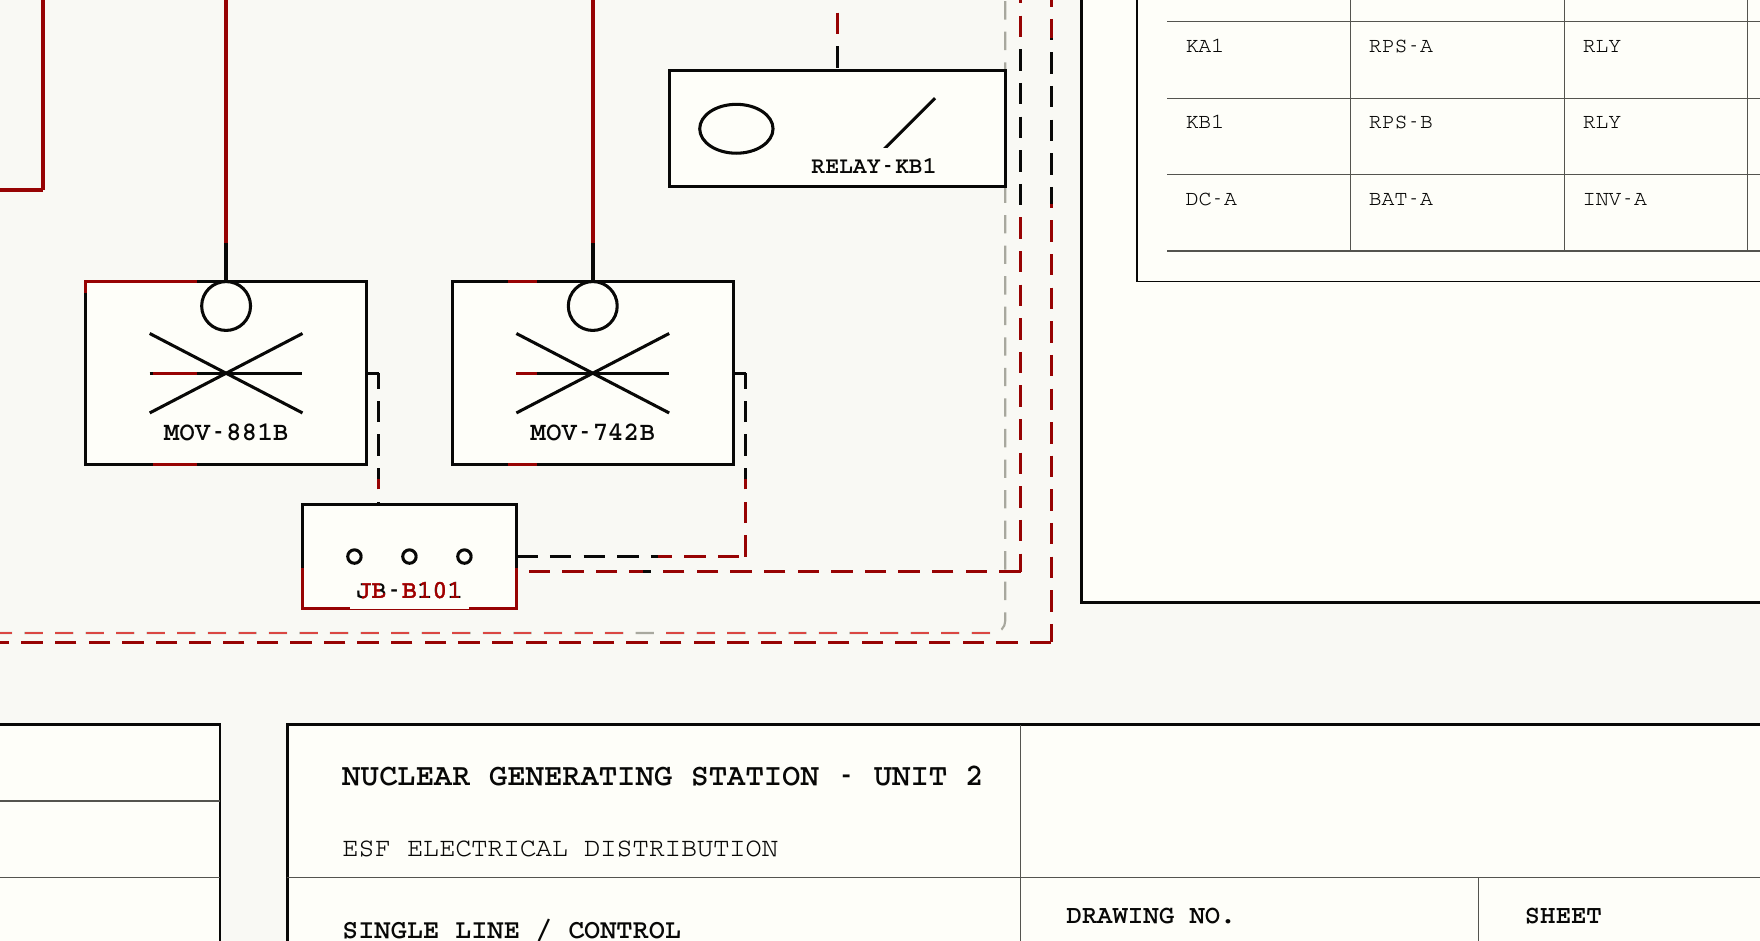 KA1 RPS-A RLY
KB1 RPS-B RLY
DC-A BAT-A INV-A
RELAY-KB1
MOV-881B
MOV-742B
JB-B101
NUCLEAR GENERATING STATION - UNIT 2
ESF ELECTRICAL DISTRIBUTION
SINGLE LINE / CONTROL
DRAWING NO.
SHEET